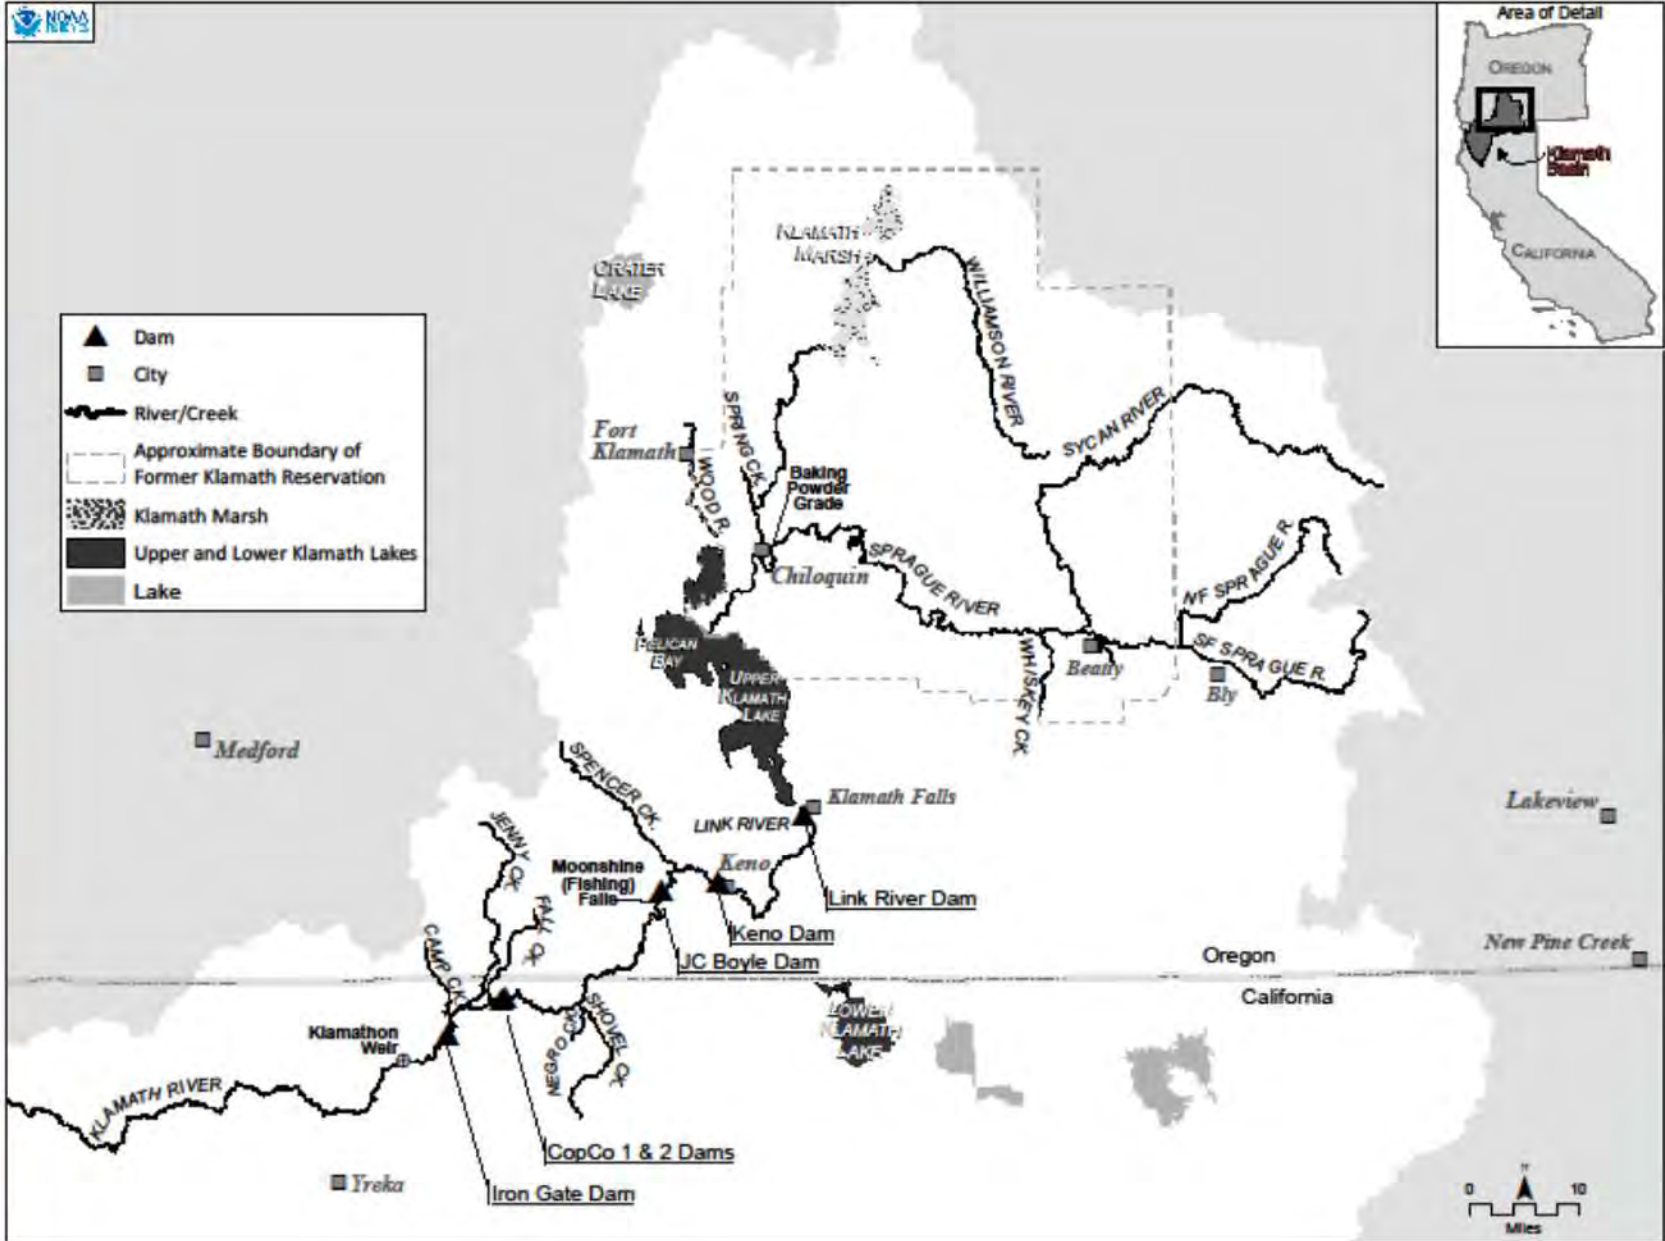 NOAA
Area of Detail
OREGON
Klamath
Basin
CALIFORNIA
KLAMATH
MARSH
CRATER
LAKE
WILLIAMSON RIVER
Dam
City
River/Creek
Approximate Boundary of
Former Klamath Reservation
Klamath Marsh
Upper and Lower Klamath Lakes
Lake
SPRING CK.
SYCAN RIVER
Fort
Klamath
WOOD R.
Baking
Powder
Grade
Chiloquin
SPRAGUE RIVER
NF SPRAGUE R.
SF SPRAGUE R.
PELICAN
BAY
UPPER
KLAMATH
LAKE
WHISKEY CK.
Beatty
Bly
Medford
SPENCER CK.
Klamath Falls
Lakeview
LINK RIVER
JENNY CK.
Moonshine
(Fishing)
Falls
Keno
FALL CK.
Link River Dam
CAMP CK.
Keno Dam
JC Boyle Dam
Oregon
New Pine Creek
California
Klamathon
Weir
NEGRO CK.
SHOVEL CK.
LOWER
KLAMATH
LAKE
KLAMATH RIVER
CopCo 1 & 2 Dams
Yreka
Iron Gate Dam
N
0 10
Miles